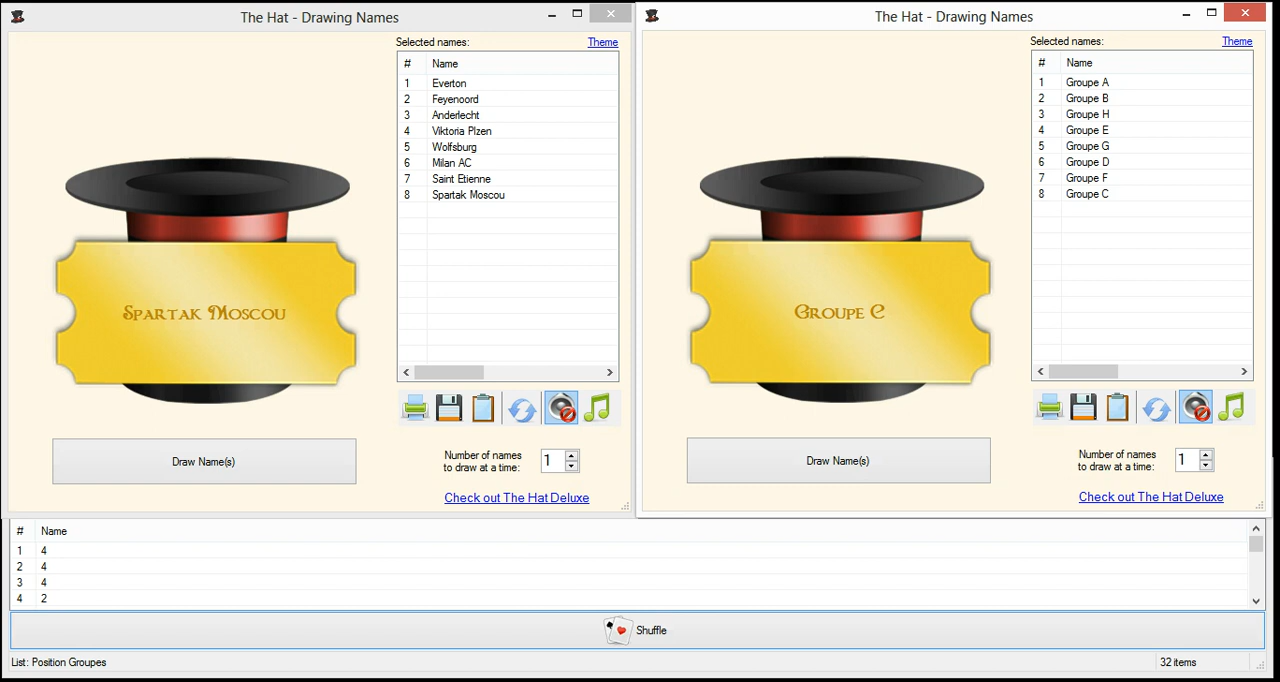 The Hat - Drawing Names
Selected names: Theme
# Name
1 Everton
2 Feyenoord
3 Anderlecht
4 Viktoria Plzen
5 Wolfsburg
6 Milan AC
7 Saint Etienne
8 Spartak Moscou
Spartak Moscou
Draw Name(s)
Number of names
to draw at a time: 1
Check out The Hat Deluxe
The Hat - Drawing Names
Selected names: Theme
# Name
1 Groupe A
2 Groupe B
3 Groupe H
4 Groupe E
5 Groupe G
6 Groupe D
7 Groupe F
8 Groupe C
Groupe C
Draw Name(s)
Number of names
to draw at a time: 1
Check out The Hat Deluxe
# Name
1 4
2 4
3 4
4 2
Shuffle
List: Position Groupes 32 items